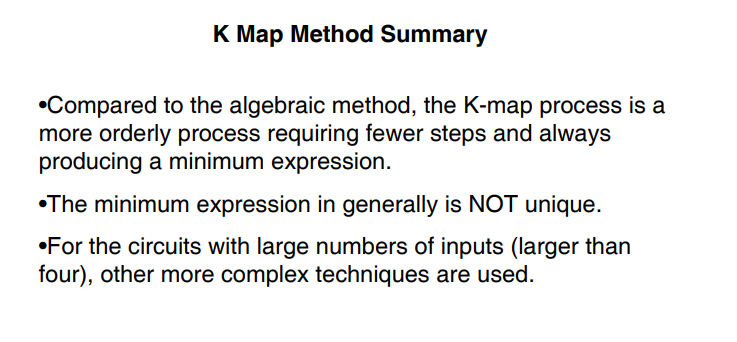 K Map Method Summary
•Compared to the algebraic method, the K-map process is a
more orderly process requiring fewer steps and always
producing a minimum expression.
•The minimum expression in generally is NOT unique.
•For the circuits with large numbers of inputs (larger than
four), other more complex techniques are used.